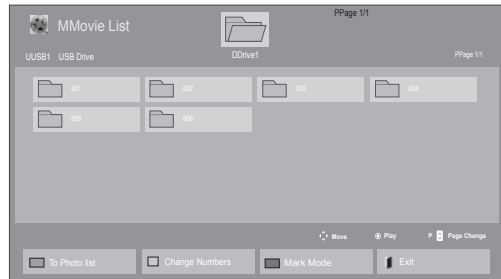 PPage 1/1
MMovie List
UUSB1 USB Drive
DDrive1
PPage 1/1
001 002 003 004
005 006
Move Play P Page Change
To Photo list Change Numbers Mark Mode Exit